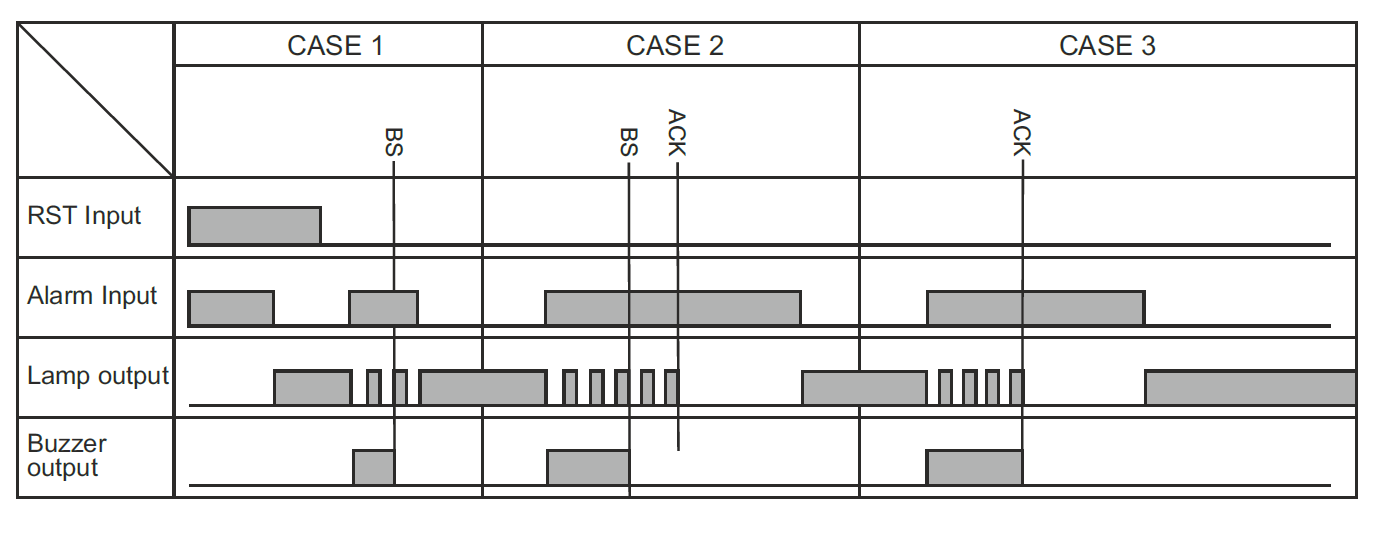 CASE 1
CASE 2
CASE 3
BS
BS
ACK
ACK
RST Input
Alarm Input
Lamp output
Buzzer
output